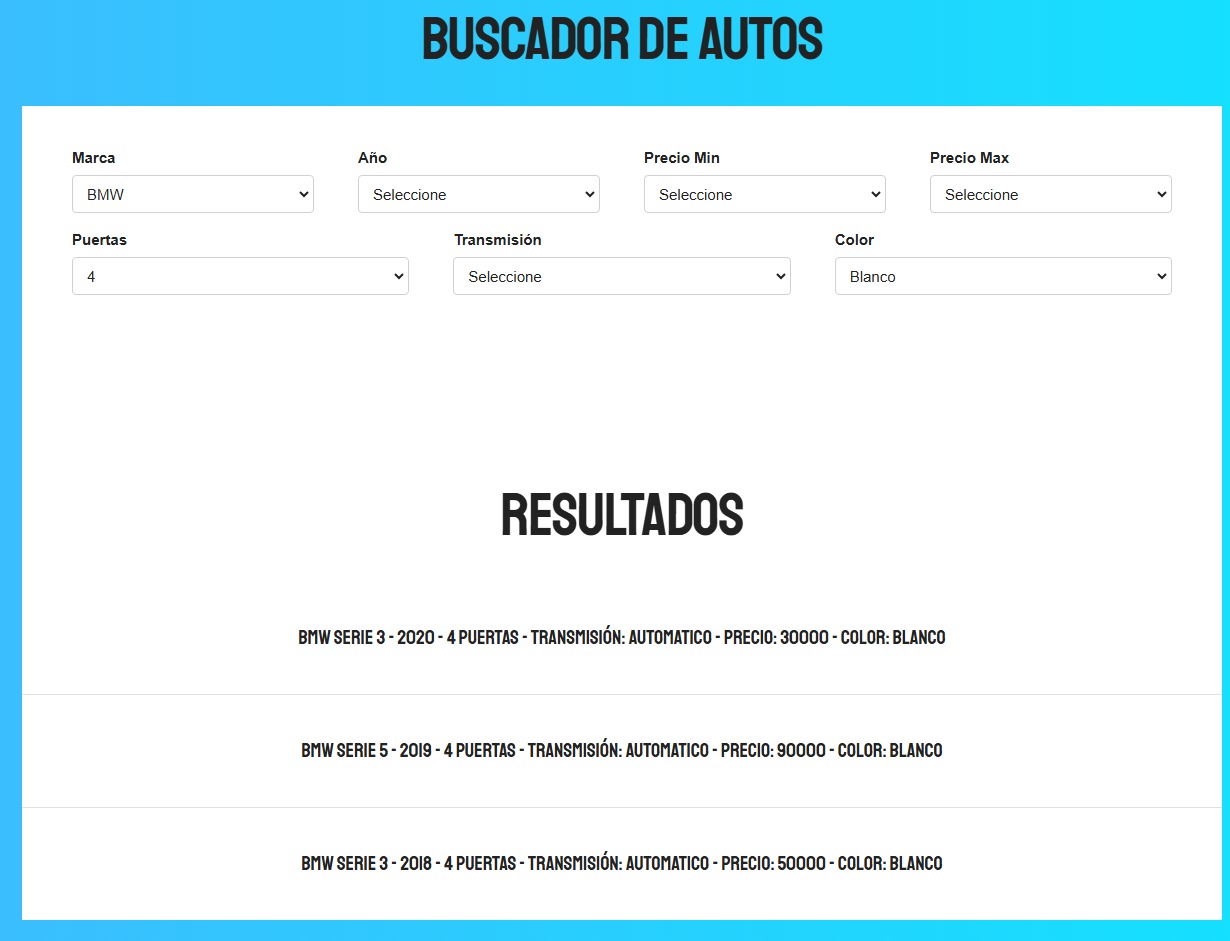 BUSCADOR DE AUTOS
Marca Año Precio Min Precio Max
BMW Seleccione Seleccione Seleccione
Puertas Transmisión Color
4 Seleccione Blanco
RESULTADOS
BMW SERIE 3 - 2020 - 4 PUERTAS - TRANSMISIÓN: AUTOMATICO - PRECIO: 30000 - COLOR: BLANCO
BMW SERIE 5 - 2019 - 4 PUERTAS - TRANSMISIÓN: AUTOMATICO - PRECIO: 90000 - COLOR: BLANCO
BMW SERIE 3 - 2018 - 4 PUERTAS - TRANSMISIÓN: AUTOMATICO - PRECIO: 50000 - COLOR: BLANCO